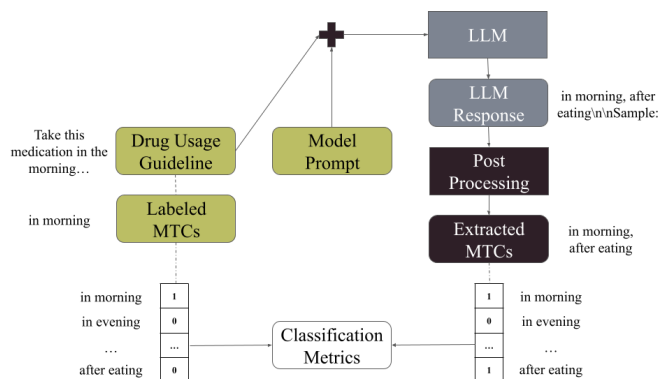 LLM
LLM
Response
in morning, after
eating\n\nSample:
Take this
medication in the
morning…
Drug Usage
Guideline
Model
Prompt
Post
Processing
in morning
Labeled
MTCs
Extracted
MTCs
in morning,
after eating
in morning
1
in evening
0
…
...
after eating
0
Classification
Metrics
1
in morning
0
in evening
...
…
1
after eating